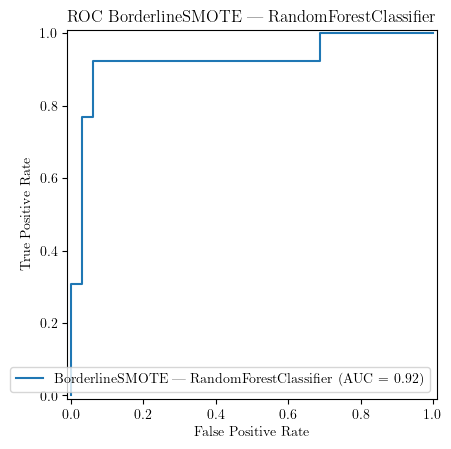 ROC BorderlineSMOTE — RandomForestClassifier
1.0
0.8
0.6
0.4
0.2
0.0
True Positive Rate
BorderlineSMOTE — RandomForestClassifier (AUC = 0.92)
0.0 0.2 0.4 0.6 0.8 1.0
False Positive Rate